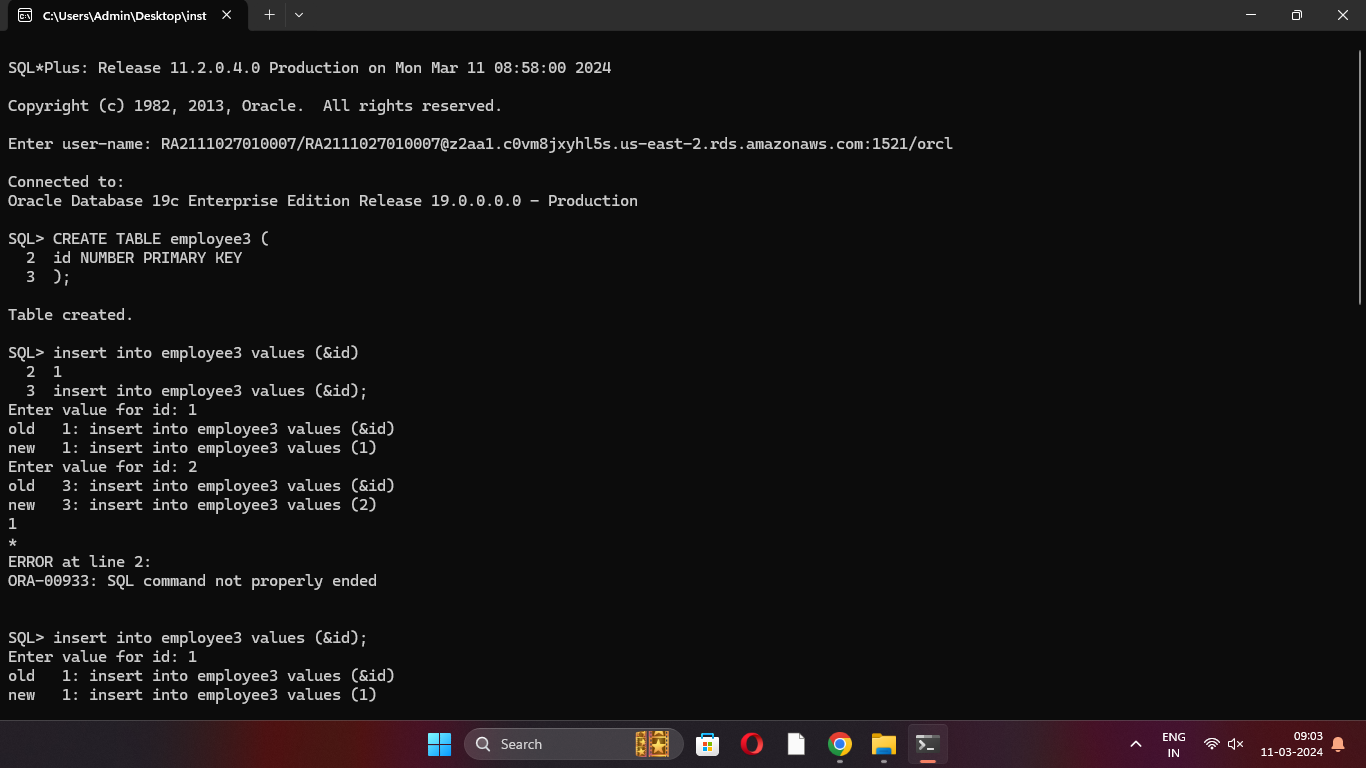 C:\Users\Admin\Desktop\inst
SQL*Plus: Release 11.2.0.4.0 Production on Mon Mar 11 08:58:00 2024
Copyright (c) 1982, 2013, Oracle.  All rights reserved.
Enter user-name: RA2111027010007/RA2111027010007@z2aa1.c0vm8jxyhl5s.us-east-2.rds.amazonaws.com:1521/orcl
Connected to:
Oracle Database 19c Enterprise Edition Release 19.0.0.0.0 - Production
SQL> CREATE TABLE employee3 (
  2  id NUMBER PRIMARY KEY
  3  );
Table created.
SQL> insert into employee3 values (&id)
  2  1
  3  insert into employee3 values (&id);
Enter value for id: 1
old   1: insert into employee3 values (&id)
new   1: insert into employee3 values (1)
Enter value for id: 2
old   3: insert into employee3 values (&id)
new   3: insert into employee3 values (2)
1
*
ERROR at line 2:
ORA-00933: SQL command not properly ended
SQL> insert into employee3 values (&id);
Enter value for id: 1
old   1: insert into employee3 values (&id)
new   1: insert into employee3 values (1)
Search
ENG
IN
09:03
11-03-2024